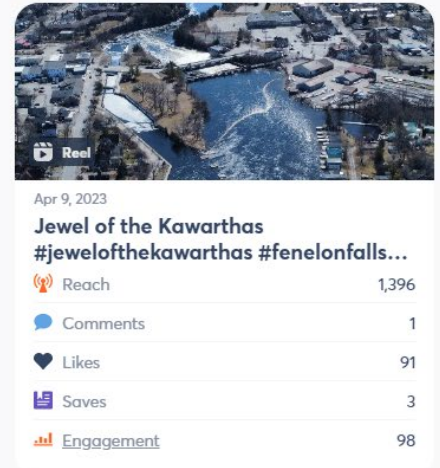 Reel
Apr 9, 2023
Jewel of the Kawarthas
#jewelofthekawarthas #fenelonfalls...
Reach 1,396
Comments 1
Likes 91
Saves 3
Engagement 98